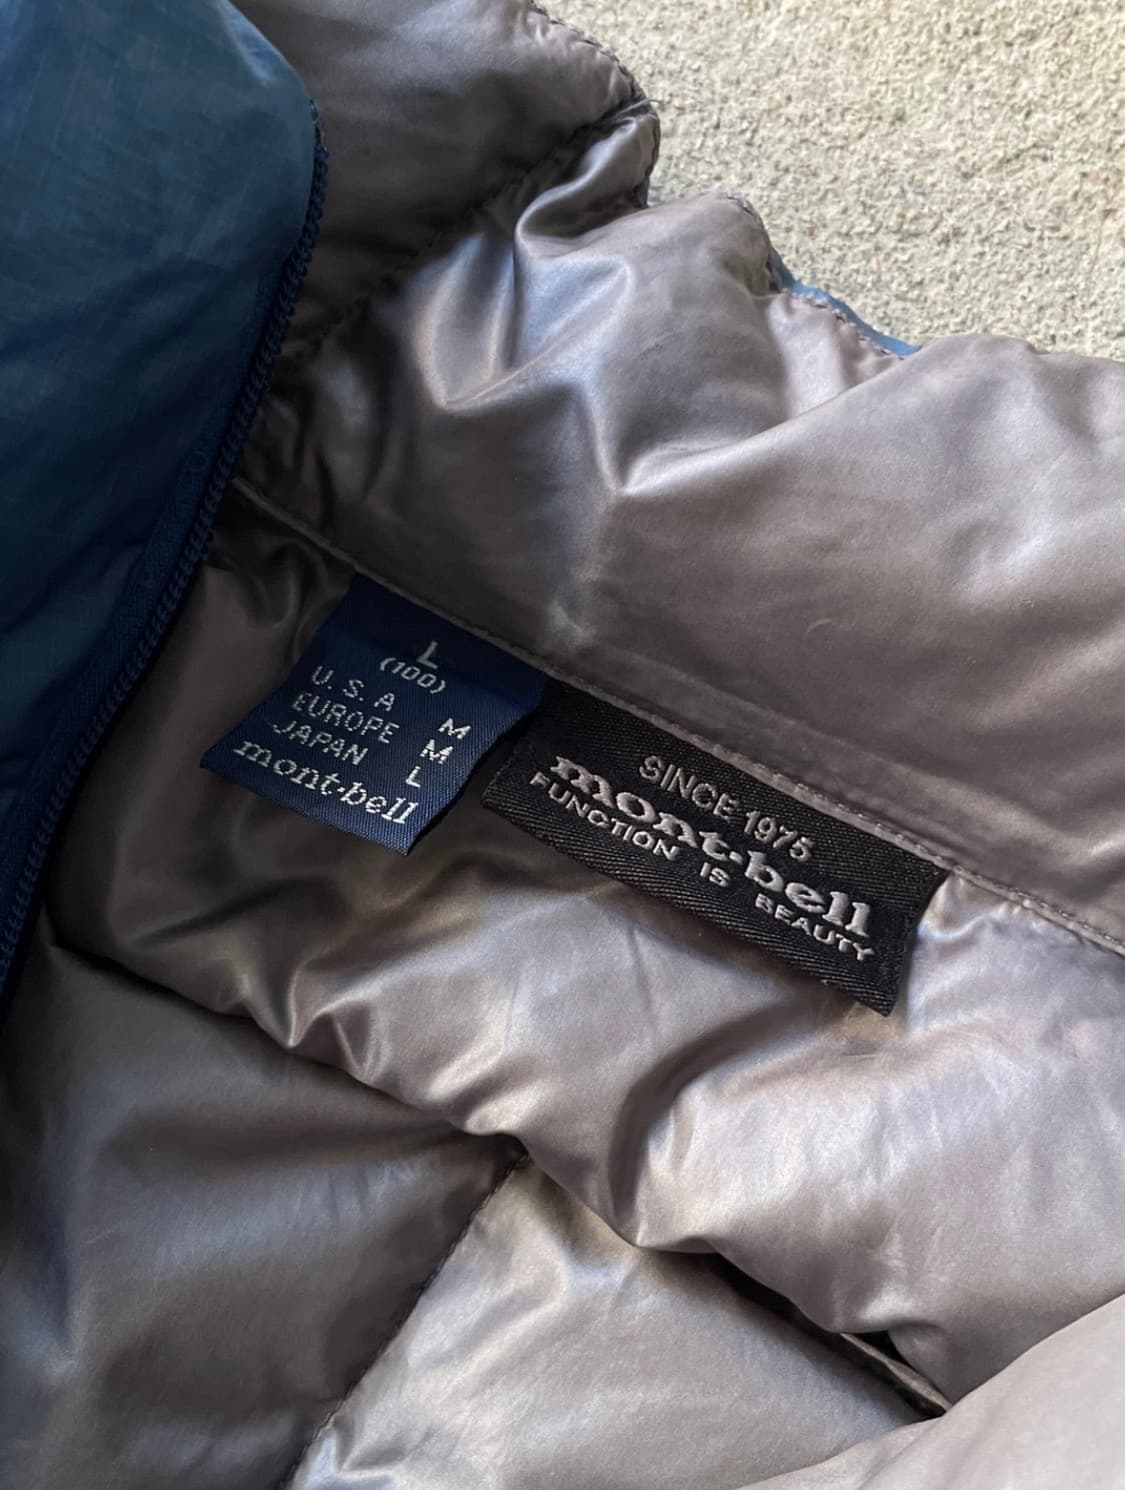 L
(100)
U.S.A M
EUROPE M
JAPAN L
mont-bell
SINCE 1975
mont-bell
FUNCTION IS BEAUTY